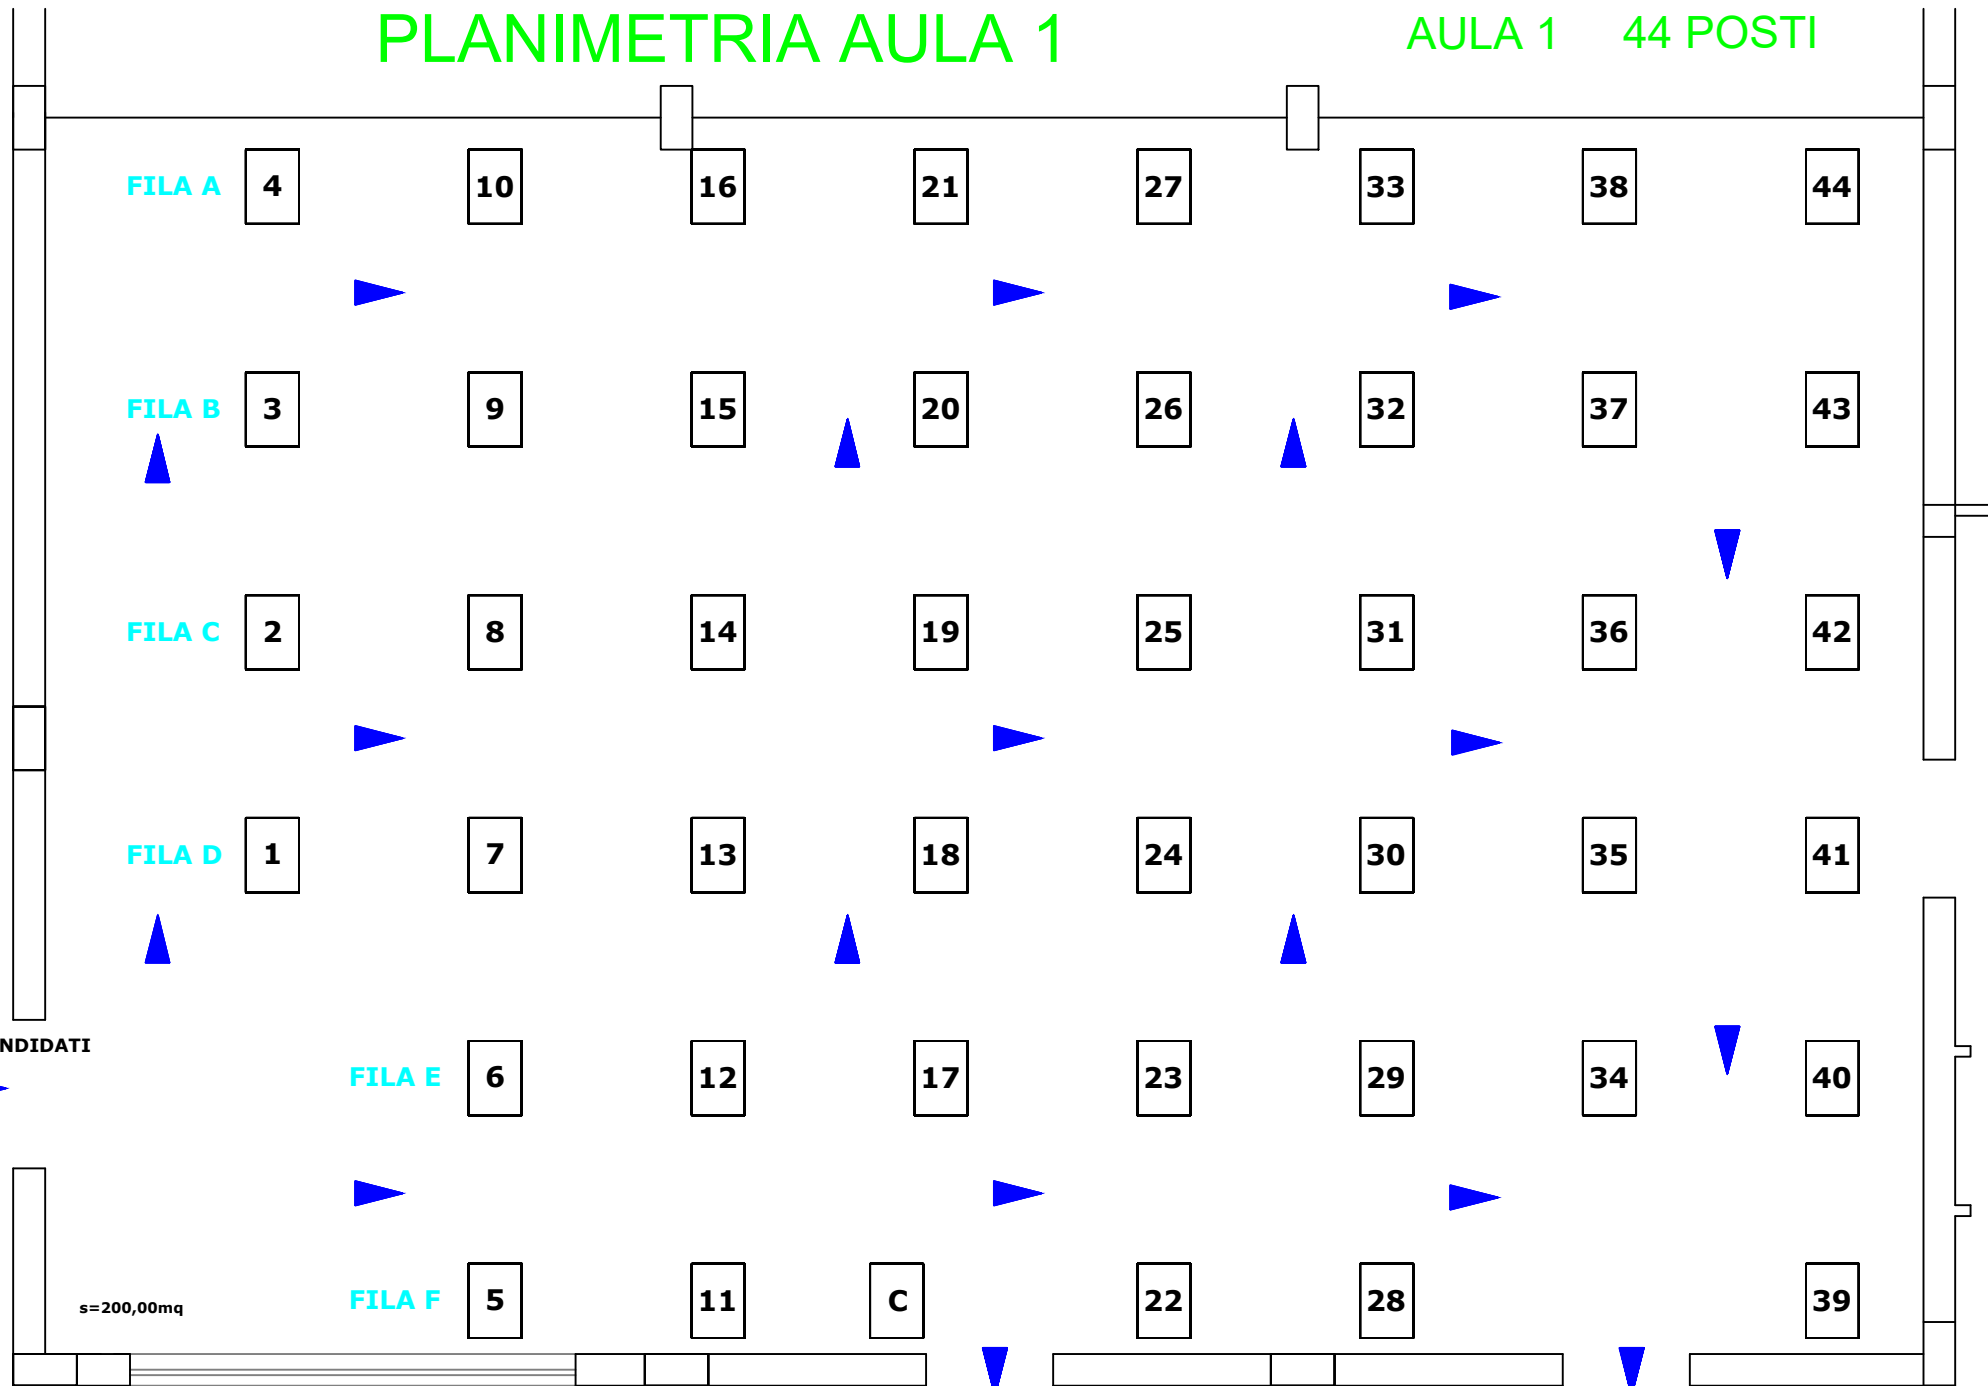 PLANIMETRIA AULA 1
AULA 1 44 POSTI
FILA A 4 10 16 21 27 33 38 44
FILA B 3 9 15 20 26 32 37 43
FILA C 2 8 14 19 25 31 36 42
FILA D 1 7 13 18 24 30 35 41
NDIDATI
FILA E 6 12 17 23 29 34 40
FILA F 5 11 C 22 28 39
s=200,00mq